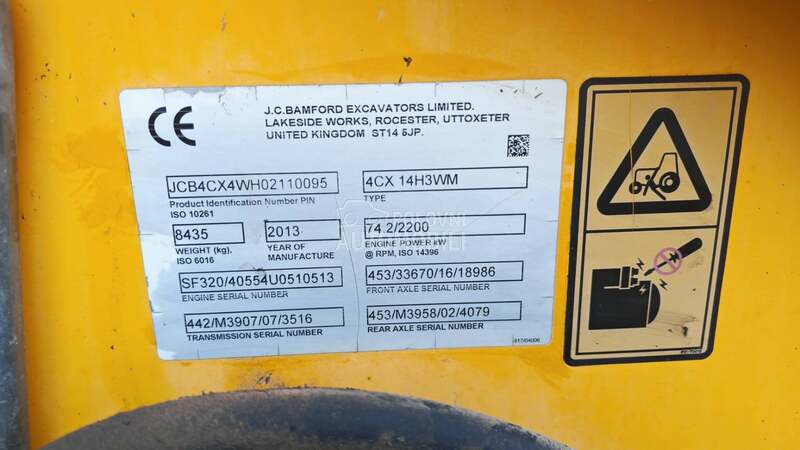 CE
J.C.BAMFORD EXCAVATORS LIMITED.
LAKESIDE WORKS, ROCESTER, UTTOXETER
UNITED KINGDOM ST14 5JP.
JCB4CX4WH02110095
Product Identification Number PIN
ISO 10261
4CX 14H3WM
TYPE
8435
WEIGHT (kg),
ISO 6016
2013
YEAR OF
MANUFACTURE
74.2/2200
ENGINE POWER kW
@ RPM, ISO 14396
SF320/40554U0510513
ENGINE SERIAL NUMBER
453/33670/16/18986
FRONT AXLE SERIAL NUMBER
442/M3907/07/3516
TRANSMISSION SERIAL NUMBER
453/M3958/02/4079
REAR AXLE SERIAL NUMBER
POLOVNI